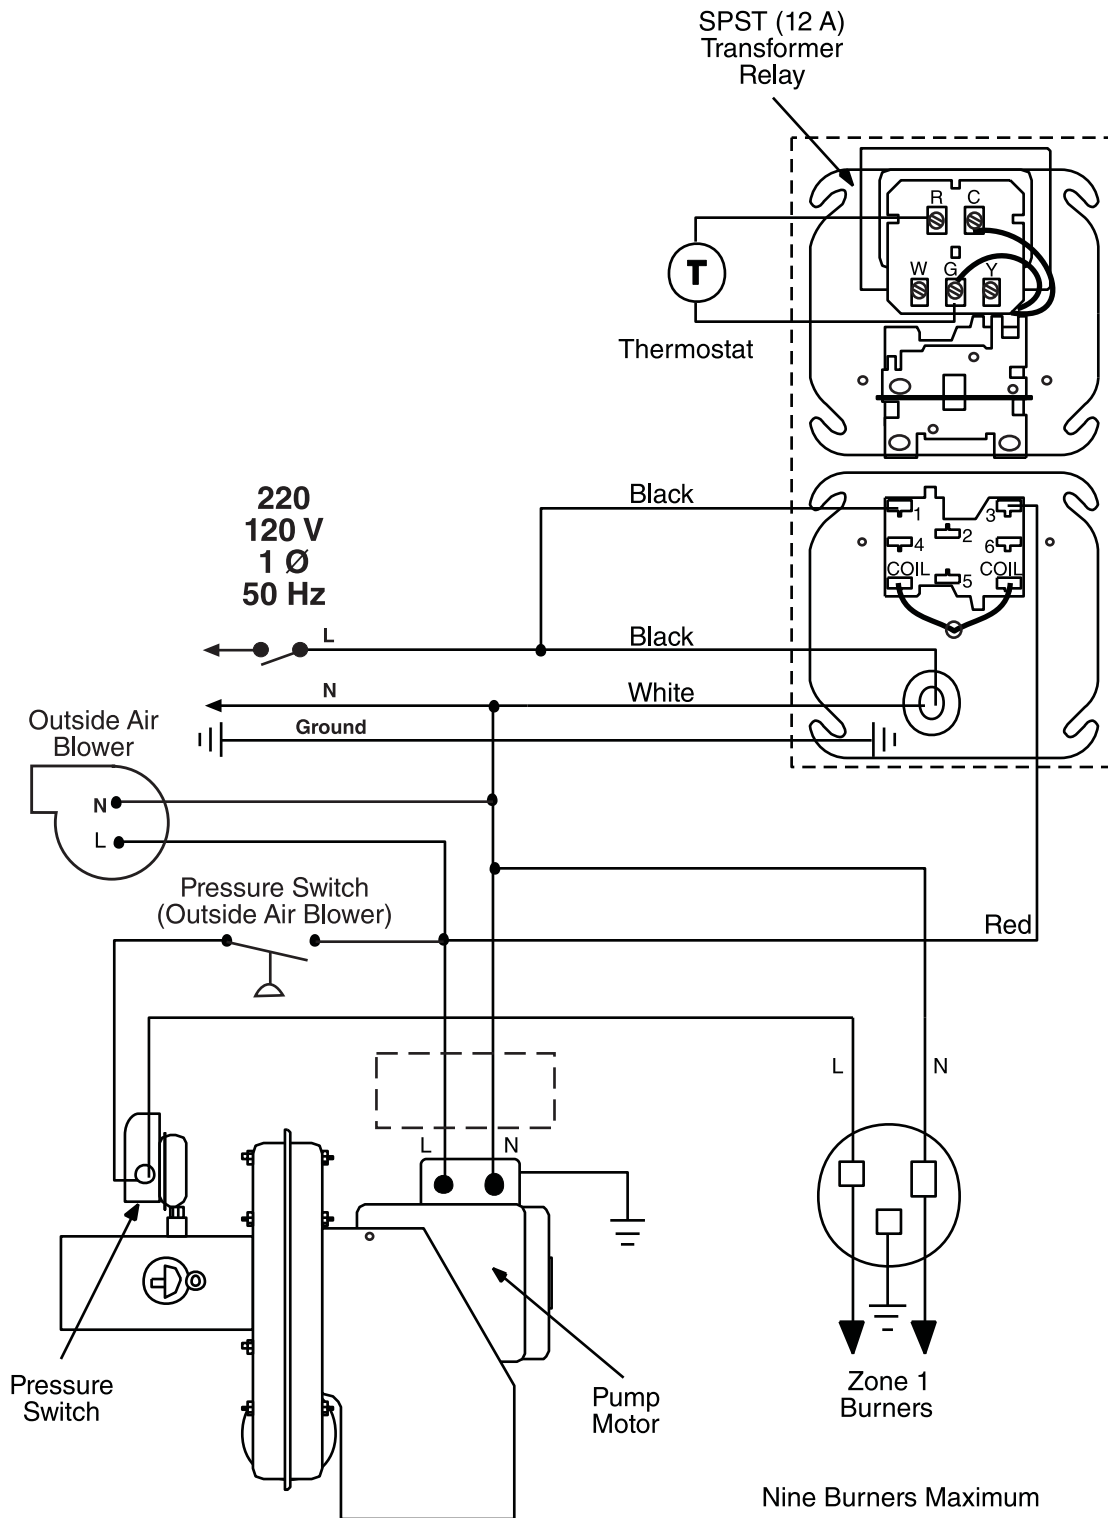 SPST (12 A)
Transformer
Relay
R C
W G Y
T
Thermostat
220
120 V
1 Ø
50 Hz
Black
1
3
2
4
6
COIL
COIL
5
L
Black
N
White
Ground
Outside Air
Blower
N
L
Pressure Switch
(Outside Air Blower)
Red
L
N
L
N
Pressure
Switch
Pump
Motor
Zone 1
Burners
Nine Burners Maximum